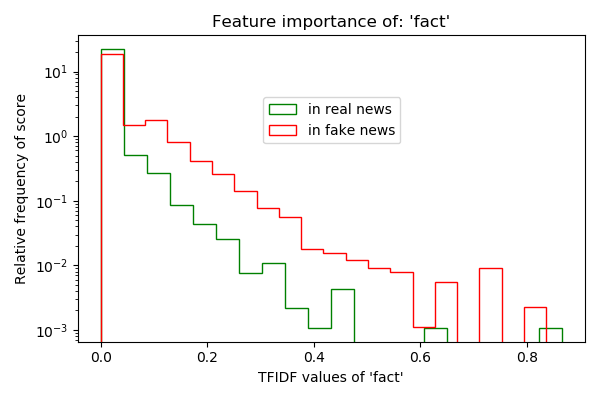 Feature importance of: 'fact'
Relative frequency of score
10¹
10⁰
10⁻¹
10⁻²
10⁻³
in real news
in fake news
0.0 0.2 0.4 0.6 0.8
TFIDF values of 'fact'